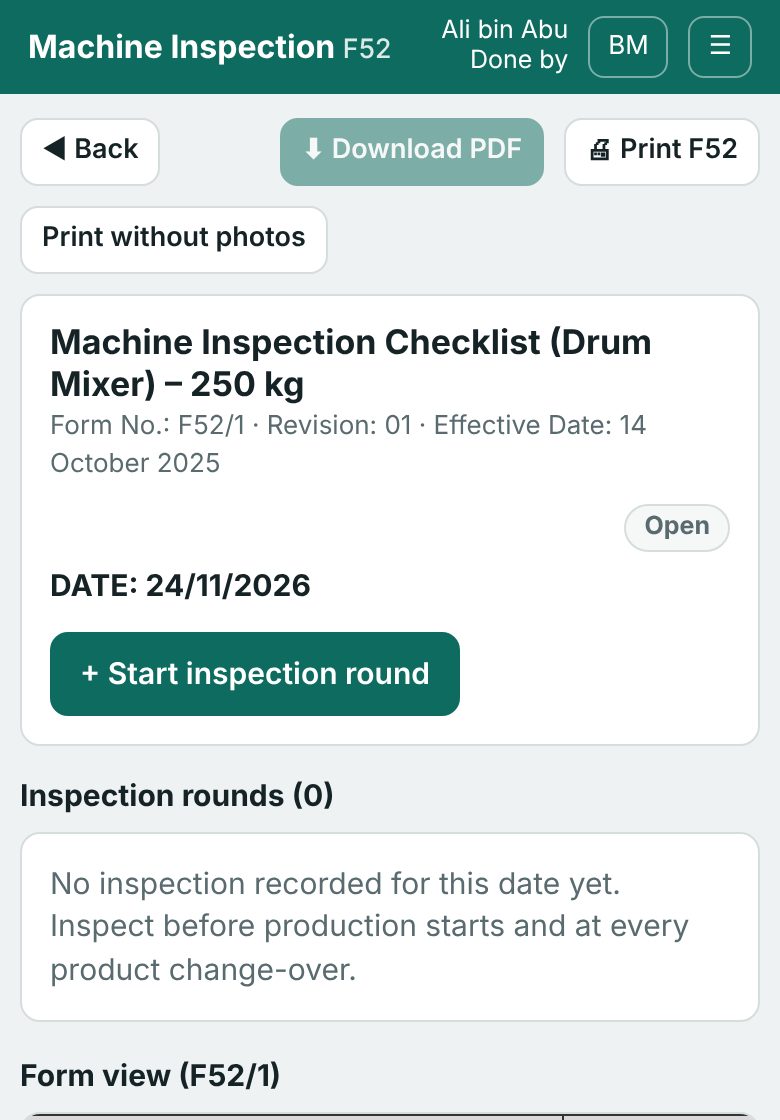 Machine Inspection F52
Ali bin Abu
Done by
BM
☰
◀ Back
⬇ Download PDF
🖨 Print F52
Print without photos
Machine Inspection Checklist (Drum
Mixer) – 250 kg
Form No.: F52/1 · Revision: 01 · Effective Date: 14
October 2025
Open
DATE: 24/11/2026
+ Start inspection round
Inspection rounds (0)
No inspection recorded for this date yet.
Inspect before production starts and at every
product change-over.
Form view (F52/1)